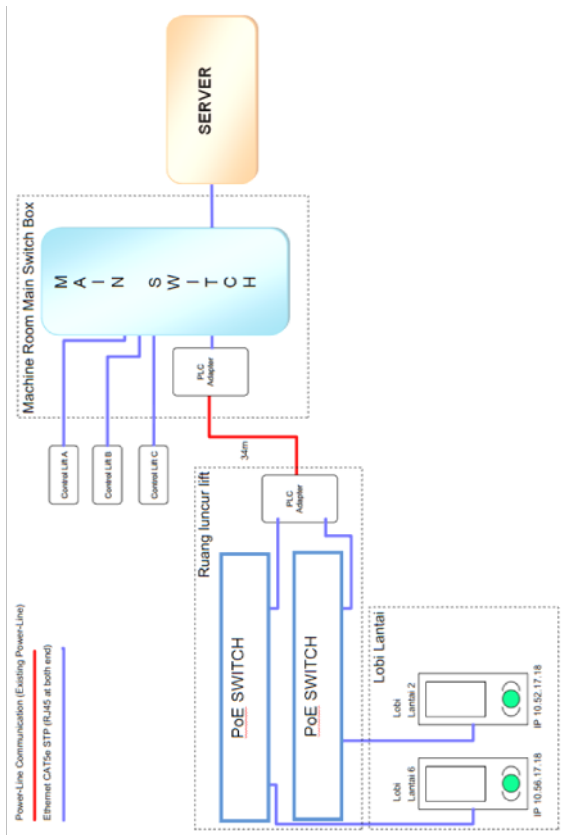 Power-Line Communication (Existing Power-Line)
Ethernet CAT5e STP (RJ45 at both end)
Machine Room Main Switch Box
SERVER
MAIN SWITCH
PLC
Adapter
Control Lift A
Control Lift B
Control Lift C
34m
Ruang luncur lift
PLC
Adapter
PoE SWITCH
PoE SWITCH
Lobi Lantai
Lobi
Lantai 2
IP 10.52.17.18
Lobi
Lantai 6
IP 10.56.17.18